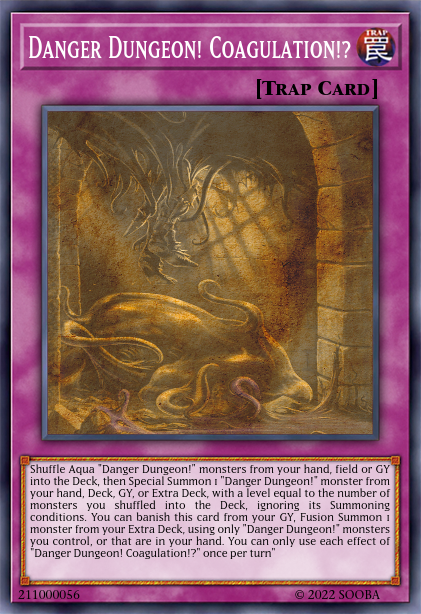 DANGER DUNGEON! COAGULATION!?
TRAP
罠
[TRAP CARD]
Shuffle Aqua "Danger Dungeon!" monsters from your hand, field or GY
into the Deck, then Special Summon 1 "Danger Dungeon!" monster from
your hand, Deck, GY, or Extra Deck, with a level equal to the number of
monsters you shuffled into the Deck, ignoring its Summoning
conditions. You can banish this card from your GY, Fusion Summon 1
monster from your Extra Deck, using only "Danger Dungeon!" monsters
you control, or that are in your hand. You can only use each effect of
"Danger Dungeon! Coagulation!?" once per turn"
211000056
© 2022 SOOBA